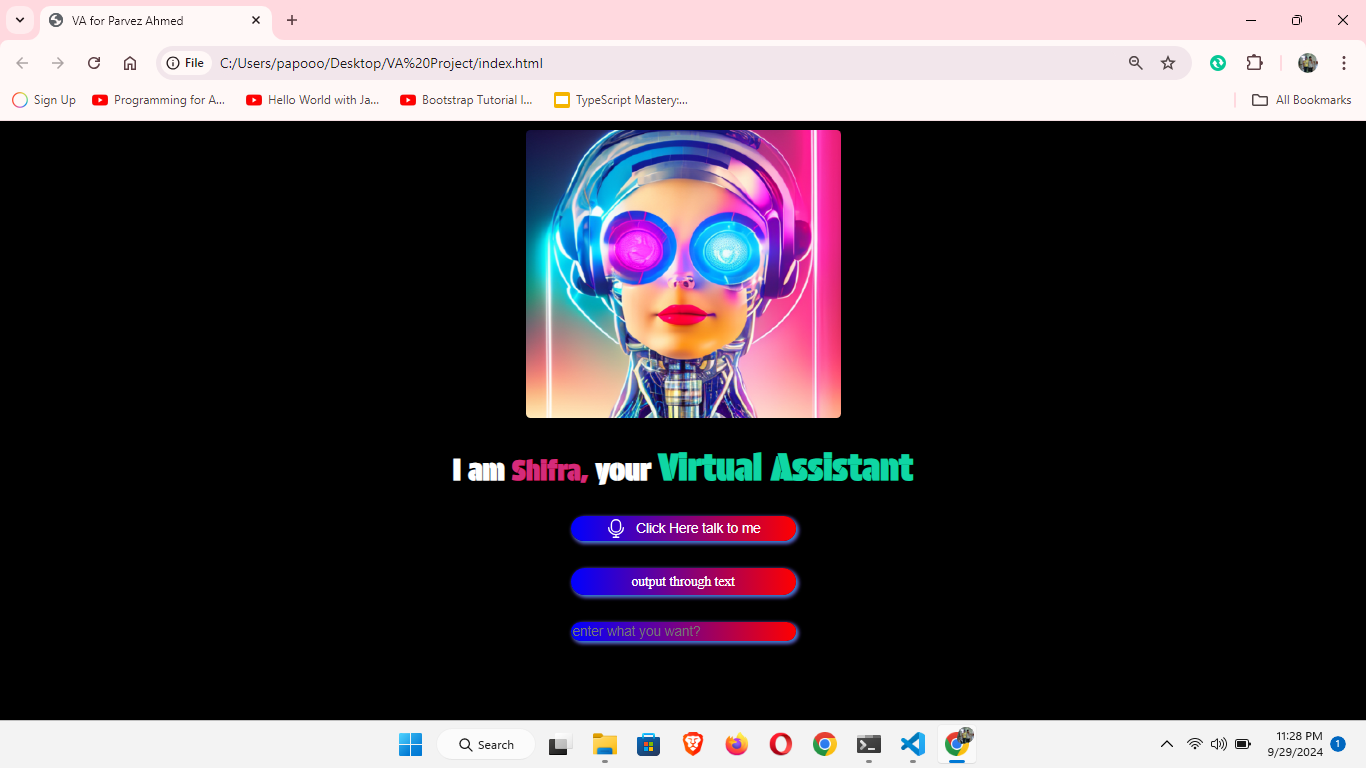 VA for Parvez Ahmed
File
C:/Users/papooo/Desktop/VA%20Project/index.html
Sign Up
Programming for A...
Hello World with Ja...
Bootstrap Tutorial I...
TypeScript Mastery:...
All Bookmarks
I am Shifra, your Virtual Assistant
Click Here talk to me
output through text
enter what you want?
Search
11:28 PM
9/29/2024
1